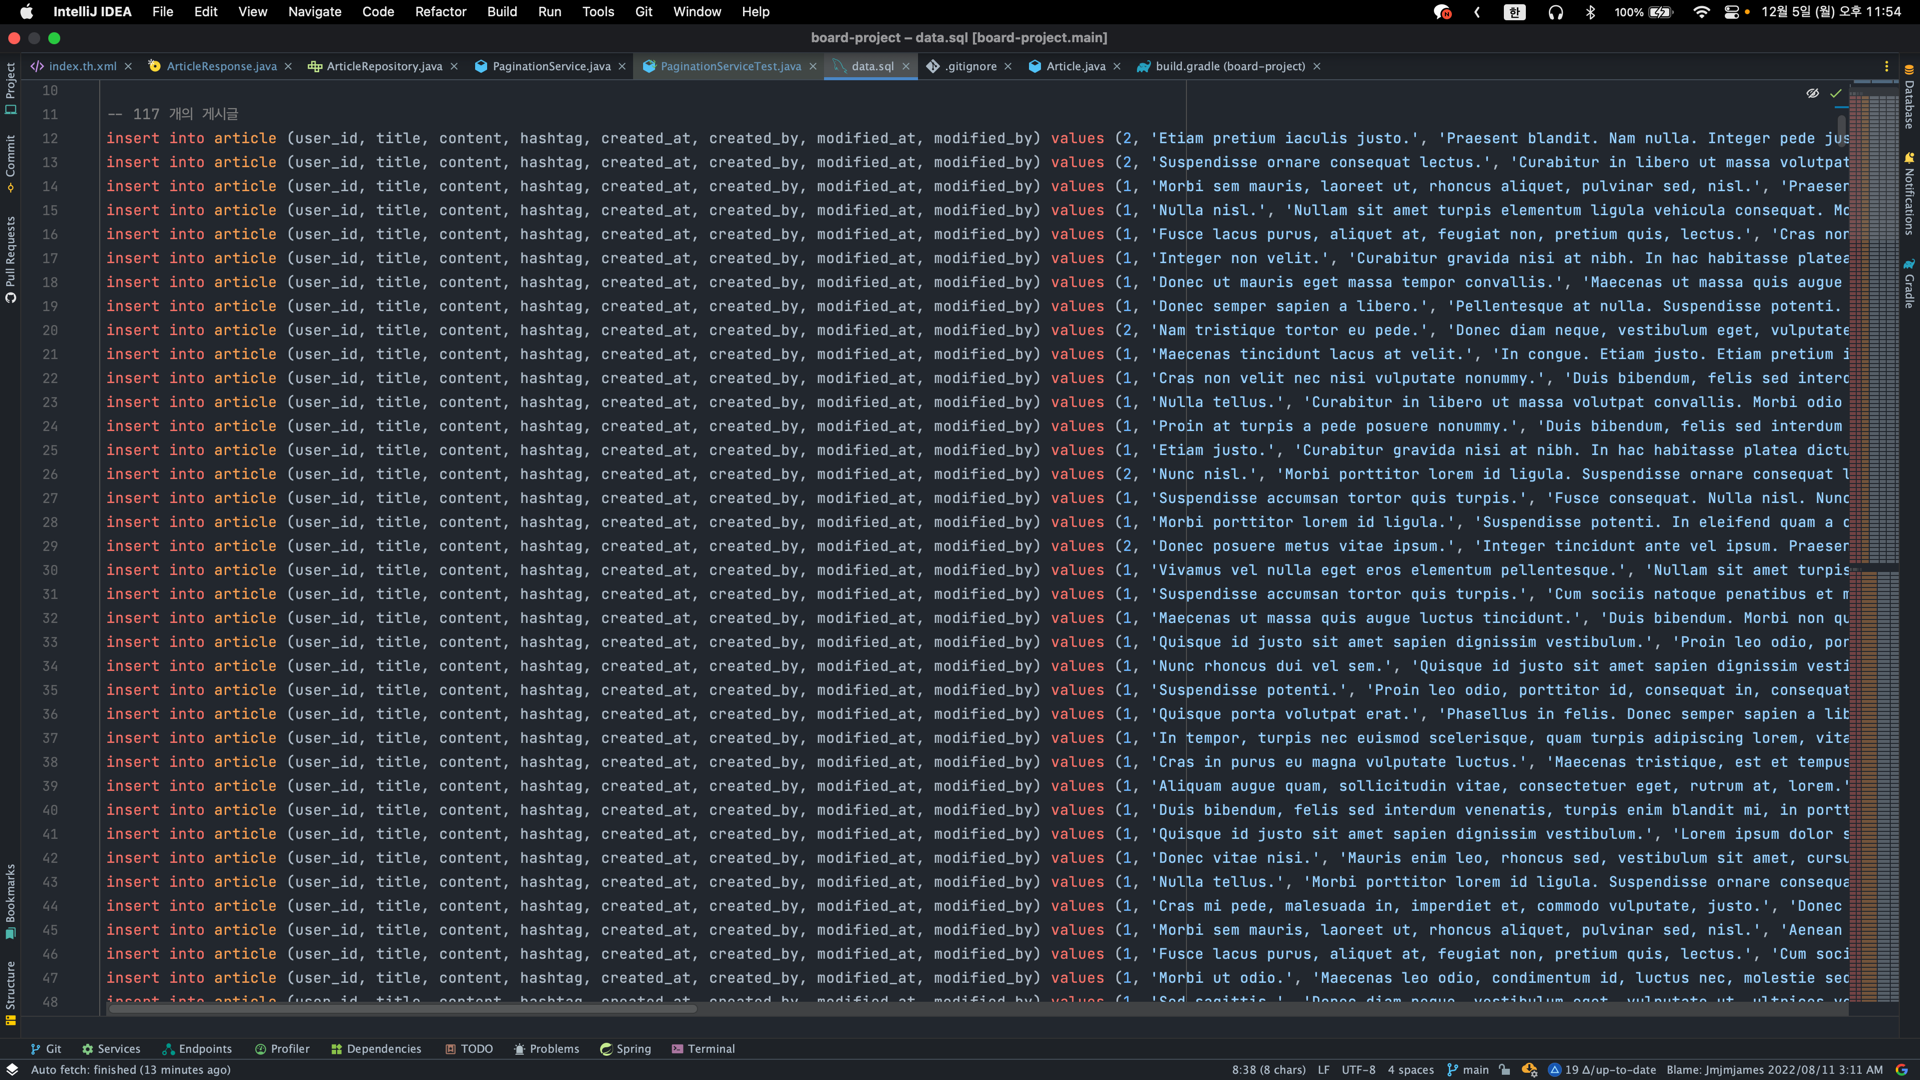 IntelliJ IDEA File Edit View Navigate Code Refactor Build Run Tools Git Window Help 한 100% 12월 5일 (월) 오후 11:54
board-project – data.sql [board-project.main]
index.th.xml ArticleResponse.java ArticleRepository.java PaginationService.java PaginationServiceTest.java data.sql .gitignore Article.java build.gradle (board-project)
Project
Commit
Pull Requests
Bookmarks
Structure
Database
Notifications
Gradle
10
11 -- 117 개의 게시글
12 insert into article (user_id, title, content, hashtag, created_at, created_by, modified_at, modified_by) values (2, 'Etiam pretium iaculis justo.', 'Praesent blandit. Nam nulla. Integer pede jus
13 insert into article (user_id, title, content, hashtag, created_at, created_by, modified_at, modified_by) values (2, 'Suspendisse ornare consequat lectus.', 'Curabitur in libero ut massa volutpat
14 insert into article (user_id, title, content, hashtag, created_at, created_by, modified_at, modified_by) values (1, 'Morbi sem mauris, laoreet ut, rhoncus aliquet, pulvinar sed, nisl.', 'Praesen
15 insert into article (user_id, title, content, hashtag, created_at, created_by, modified_at, modified_by) values (1, 'Nulla nisl.', 'Nullam sit amet turpis elementum ligula vehicula consequat. Mo
16 insert into article (user_id, title, content, hashtag, created_at, created_by, modified_at, modified_by) values (1, 'Fusce lacus purus, aliquet at, feugiat non, pretium quis, lectus.', 'Cras non
17 insert into article (user_id, title, content, hashtag, created_at, created_by, modified_at, modified_by) values (1, 'Integer non velit.', 'Curabitur gravida nisi at nibh. In hac habitasse platea
18 insert into article (user_id, title, content, hashtag, created_at, created_by, modified_at, modified_by) values (1, 'Donec ut mauris eget massa tempor convallis.', 'Maecenas ut massa quis augue
19 insert into article (user_id, title, content, hashtag, created_at, created_by, modified_at, modified_by) values (1, 'Donec semper sapien a libero.', 'Pellentesque at nulla. Suspendisse potenti.
20 insert into article (user_id, title, content, hashtag, created_at, created_by, modified_at, modified_by) values (2, 'Nam tristique tortor eu pede.', 'Donec diam neque, vestibulum eget, vulputate
21 insert into article (user_id, title, content, hashtag, created_at, created_by, modified_at, modified_by) values (1, 'Maecenas tincidunt lacus at velit.', 'In congue. Etiam justo. Etiam pretium i
22 insert into article (user_id, title, content, hashtag, created_at, created_by, modified_at, modified_by) values (1, 'Cras non velit nec nisi vulputate nonummy.', 'Duis bibendum, felis sed interd
23 insert into article (user_id, title, content, hashtag, created_at, created_by, modified_at, modified_by) values (1, 'Nulla tellus.', 'Curabitur in libero ut massa volutpat convallis. Morbi odio
24 insert into article (user_id, title, content, hashtag, created_at, created_by, modified_at, modified_by) values (1, 'Proin at turpis a pede posuere nonummy.', 'Duis bibendum, felis sed interdum
25 insert into article (user_id, title, content, hashtag, created_at, created_by, modified_at, modified_by) values (1, 'Etiam justo.', 'Curabitur gravida nisi at nibh. In hac habitasse platea dictu
26 insert into article (user_id, title, content, hashtag, created_at, created_by, modified_at, modified_by) values (2, 'Nunc nisl.', 'Morbi porttitor lorem id ligula. Suspendisse ornare consequat l
27 insert into article (user_id, title, content, hashtag, created_at, created_by, modified_at, modified_by) values (1, 'Suspendisse accumsan tortor quis turpis.', 'Fusce consequat. Nulla nisl. Nunc
28 insert into article (user_id, title, content, hashtag, created_at, created_by, modified_at, modified_by) values (1, 'Morbi porttitor lorem id ligula.', 'Suspendisse potenti. In eleifend quam a o
29 insert into article (user_id, title, content, hashtag, created_at, created_by, modified_at, modified_by) values (2, 'Donec posuere metus vitae ipsum.', 'Integer tincidunt ante vel ipsum. Praesen
30 insert into article (user_id, title, content, hashtag, created_at, created_by, modified_at, modified_by) values (1, 'Vivamus vel nulla eget eros elementum pellentesque.', 'Nullam sit amet turpis
31 insert into article (user_id, title, content, hashtag, created_at, created_by, modified_at, modified_by) values (1, 'Suspendisse accumsan tortor quis turpis.', 'Cum sociis natoque penatibus et m
32 insert into article (user_id, title, content, hashtag, created_at, created_by, modified_at, modified_by) values (1, 'Maecenas ut massa quis augue luctus tincidunt.', 'Duis bibendum. Morbi non qu
33 insert into article (user_id, title, content, hashtag, created_at, created_by, modified_at, modified_by) values (1, 'Quisque id justo sit amet sapien dignissim vestibulum.', 'Proin leo odio, por
34 insert into article (user_id, title, content, hashtag, created_at, created_by, modified_at, modified_by) values (1, 'Nunc rhoncus dui vel sem.', 'Quisque id justo sit amet sapien dignissim vesti
35 insert into article (user_id, title, content, hashtag, created_at, created_by, modified_at, modified_by) values (1, 'Suspendisse potenti.', 'Proin leo odio, porttitor id, consequat in, consequat
36 insert into article (user_id, title, content, hashtag, created_at, created_by, modified_at, modified_by) values (1, 'Quisque porta volutpat erat.', 'Phasellus in felis. Donec semper sapien a lib
37 insert into article (user_id, title, content, hashtag, created_at, created_by, modified_at, modified_by) values (1, 'In tempor, turpis nec euismod scelerisque, quam turpis adipiscing lorem, vita
38 insert into article (user_id, title, content, hashtag, created_at, created_by, modified_at, modified_by) values (1, 'Cras in purus eu magna vulputate luctus.', 'Maecenas tristique, est et tempus
39 insert into article (user_id, title, content, hashtag, created_at, created_by, modified_at, modified_by) values (1, 'Aliquam augue quam, sollicitudin vitae, consectetuer eget, rutrum at, lorem.'
40 insert into article (user_id, title, content, hashtag, created_at, created_by, modified_at, modified_by) values (1, 'Duis bibendum, felis sed interdum venenatis, turpis enim blandit mi, in portt
41 insert into article (user_id, title, content, hashtag, created_at, created_by, modified_at, modified_by) values (1, 'Quisque id justo sit amet sapien dignissim vestibulum.', 'Lorem ipsum dolor s
42 insert into article (user_id, title, content, hashtag, created_at, created_by, modified_at, modified_by) values (1, 'Donec vitae nisi.', 'Mauris enim leo, rhoncus sed, vestibulum sit amet, cursu
43 insert into article (user_id, title, content, hashtag, created_at, created_by, modified_at, modified_by) values (1, 'Nulla tellus.', 'Morbi porttitor lorem id ligula. Suspendisse ornare consequa
44 insert into article (user_id, title, content, hashtag, created_at, created_by, modified_at, modified_by) values (1, 'Cras mi pede, malesuada in, imperdiet et, commodo vulputate, justo.', 'Donec
45 insert into article (user_id, title, content, hashtag, created_at, created_by, modified_at, modified_by) values (1, 'Morbi sem mauris, laoreet ut, rhoncus aliquet, pulvinar sed, nisl.', 'Aenean
46 insert into article (user_id, title, content, hashtag, created_at, created_by, modified_at, modified_by) values (1, 'Fusce lacus purus, aliquet at, feugiat non, pretium quis, lectus.', 'Cum soci
47 insert into article (user_id, title, content, hashtag, created_at, created_by, modified_at, modified_by) values (1, 'Morbi ut odio.', 'Maecenas leo odio, condimentum id, luctus nec, molestie sed
48 insert into article (user_id, title, content, hashtag, created_at, created_by, modified_at, modified_by) values (1, 'Sed sagittis.', 'Donec diam neque, vestibulum eget, vulputate ut, ultrices v
Git Services Endpoints Profiler Dependencies TODO Problems Spring Terminal
Auto fetch: finished (13 minutes ago) 8:38 (8 chars) LF UTF-8 4 spaces main 19 Δ/up-to-date Blame: Jmjmjames 2022/08/11 3:11 AM